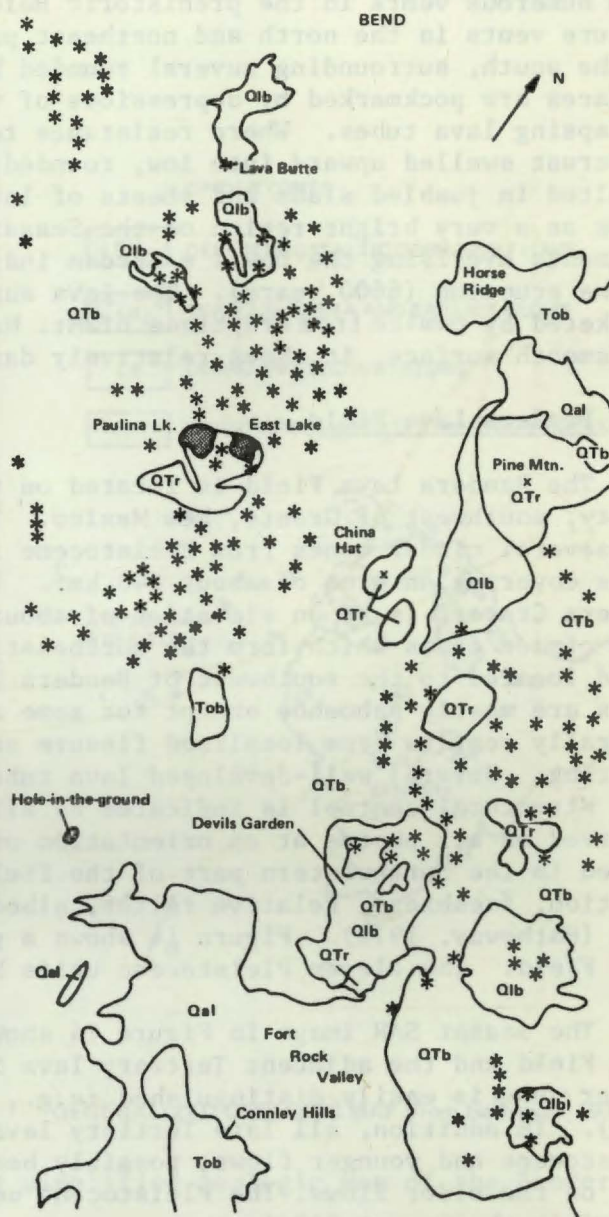 BEND
N
Qlb
Lava Butte
Qlb
Qlb
QTb
Horse
Ridge
Tob
Qal
QTb
Paulina Lk.
East Lake
QTr
Pine Mtn.
x
QTr
China
Hat
QTr
Qlb
QTb
Tob
QTr
QTb
Hole-in-the-ground
Devils Garden
QTr
QTb
Qlb
QTb
QTr
Qal
Qal
Qlb
Fort
Rock
Valley
QTb
Qlb
Connley Hills
Tob